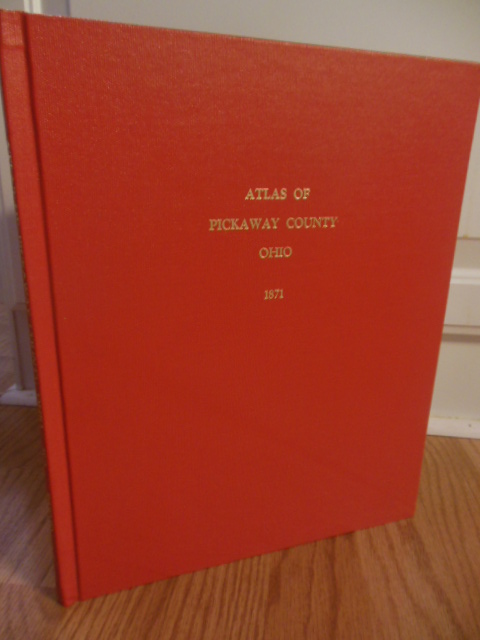 ATLAS OF
PICKAWAY COUNTY
OHIO
1871